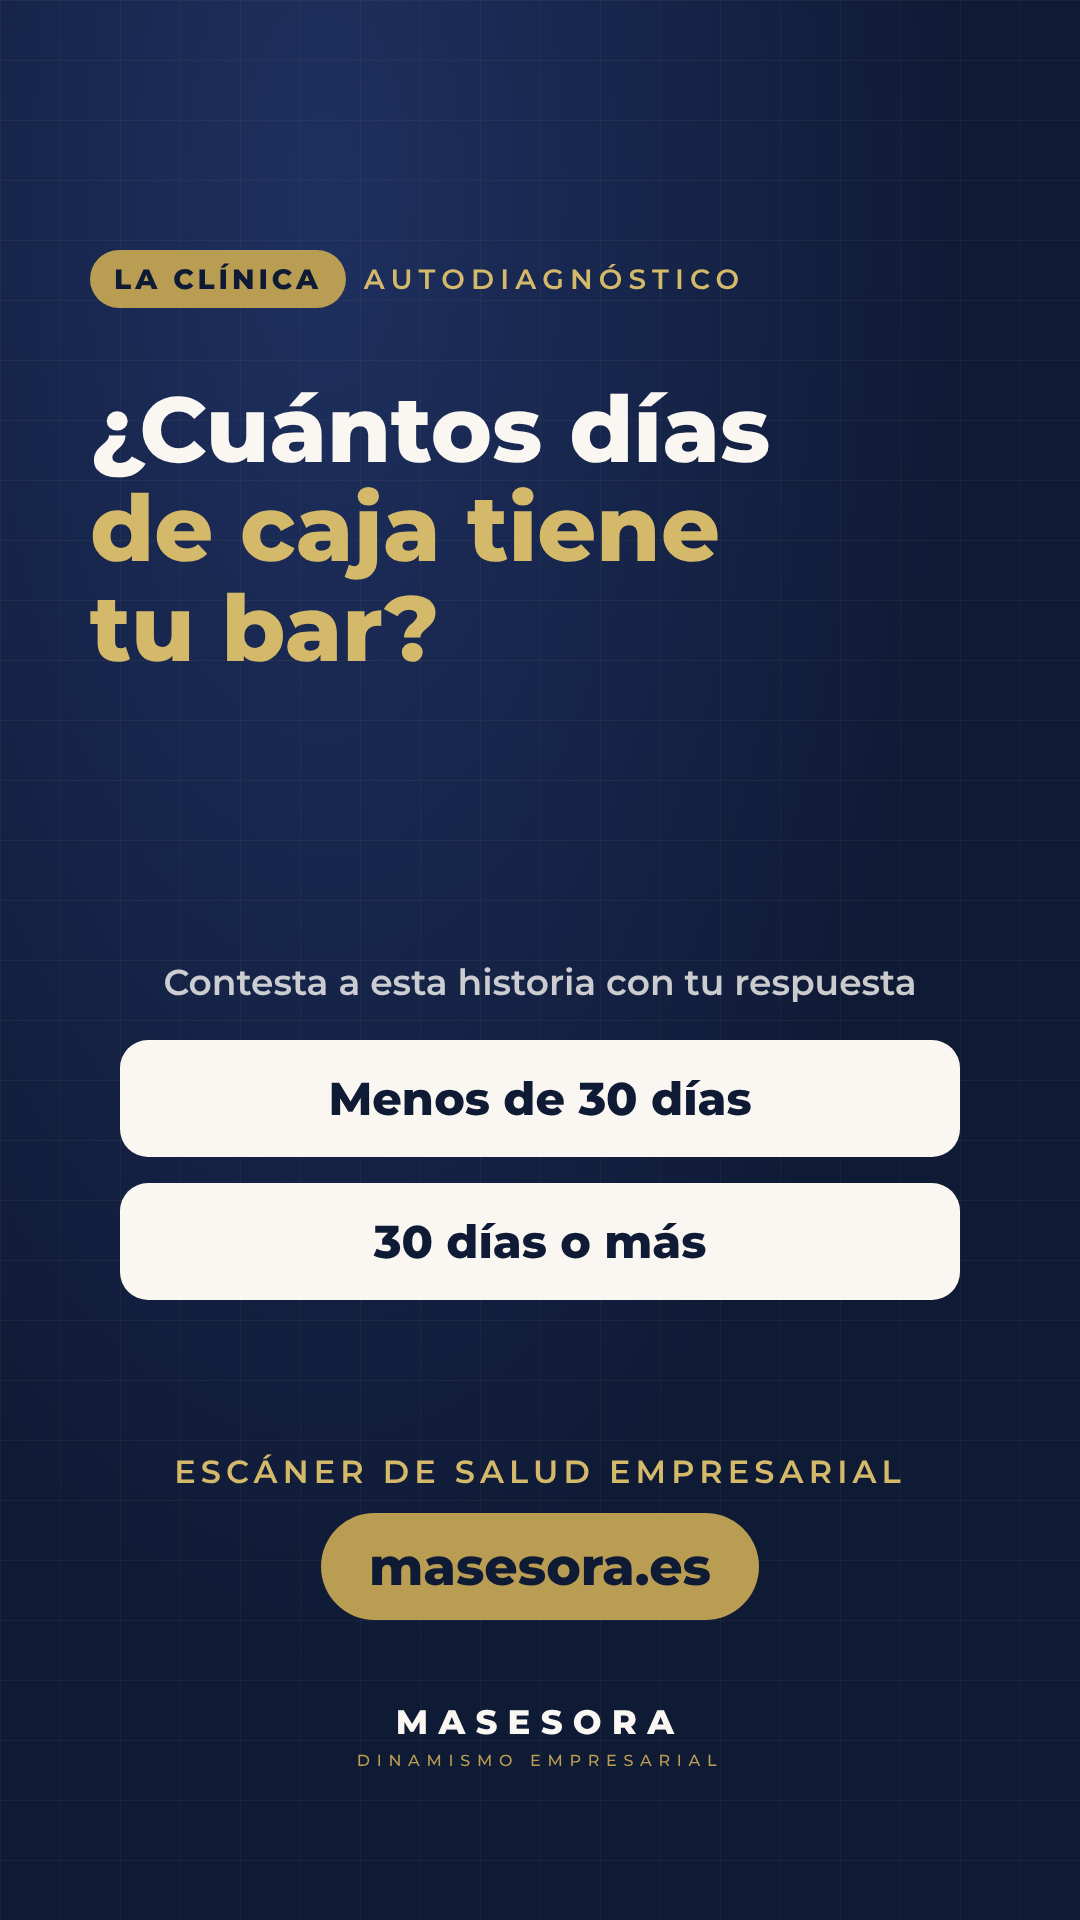 LA CLÍNICA AUTODIAGNÓSTICO
¿Cuántos días
de caja tiene
tu bar?
Contesta a esta historia con tu respuesta
Menos de 30 días
30 días o más
ESCÁNER DE SALUD EMPRESARIAL
masesora.es
MASESORA
DINAMISMO EMPRESARIAL